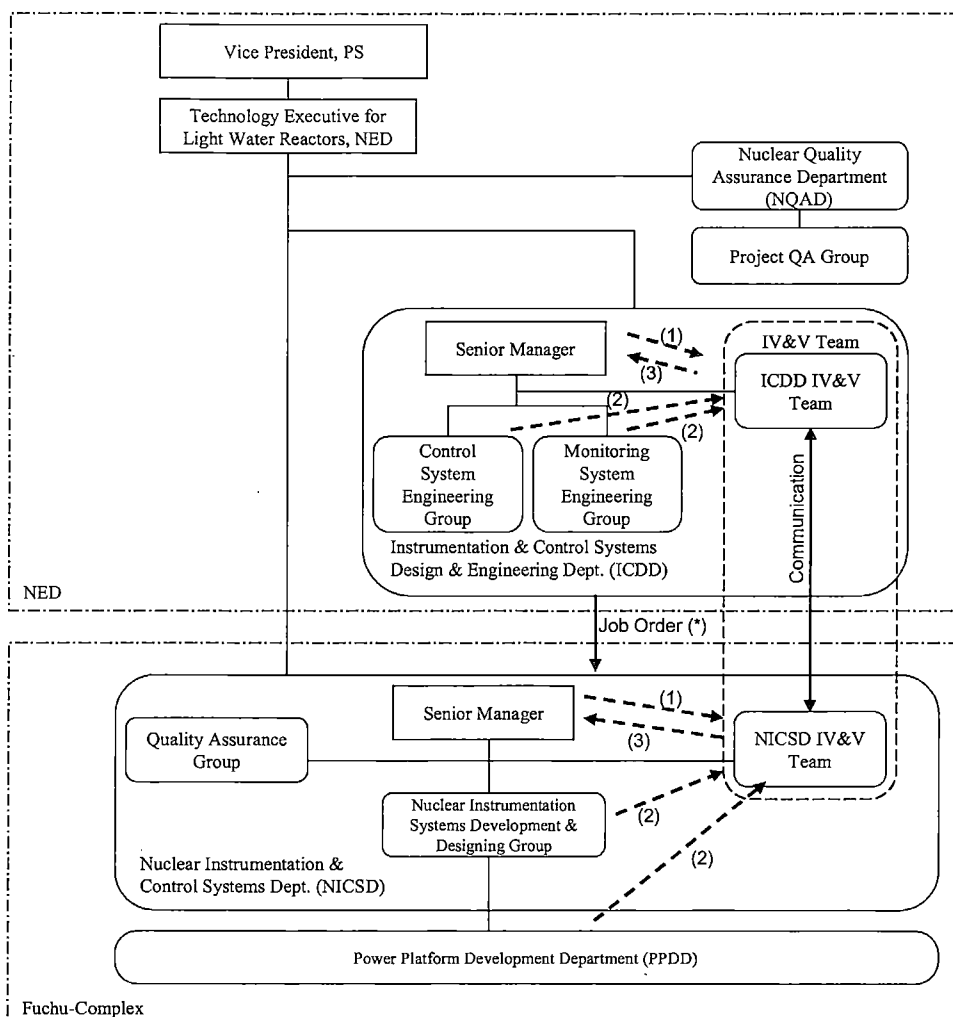 Vice President, PS
Technology Executive for
Light Water Reactors, NED
Nuclear Quality
Assurance Department
(NQAD)
Project QA Group
Senior Manager
(1)
(3)
IV&V Team
ICDD IV&V
Team
(2)
(2)
Control
System
Engineering
Group
Monitoring
System
Engineering
Group
Instrumentation & Control Systems
Design & Engineering Dept. (ICDD)
Communication
NED
Job Order (*)
Senior Manager
(1)
(3)
Quality Assurance
Group
NICSD IV&V
Team
Nuclear Instrumentation
Systems Development &
Designing Group
(2)
(2)
Nuclear Instrumentation &
Control Systems Dept. (NICSD)
Power Platform Development Department (PPDD)
Fuchu-Complex